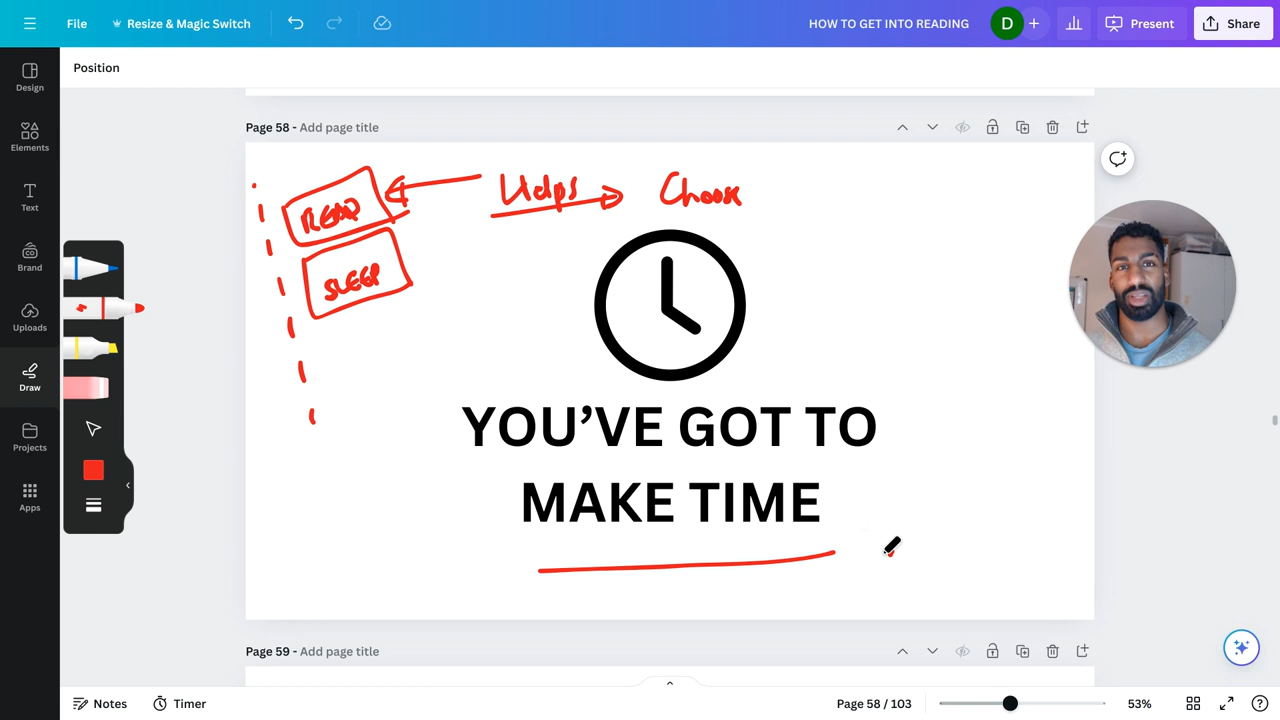 File
Resize & Magic Switch
HOW TO GET INTO READING
D
Present
Share
Position
Design
Elements
Text
Brand
Uploads
Draw
Projects
Apps
Page 58 - Add page title
READ
Helps
Choose
SLEEP
YOU'VE GOT TO
MAKE TIME
Page 59 - Add page title
Notes
Timer
Page 58 / 103
53%